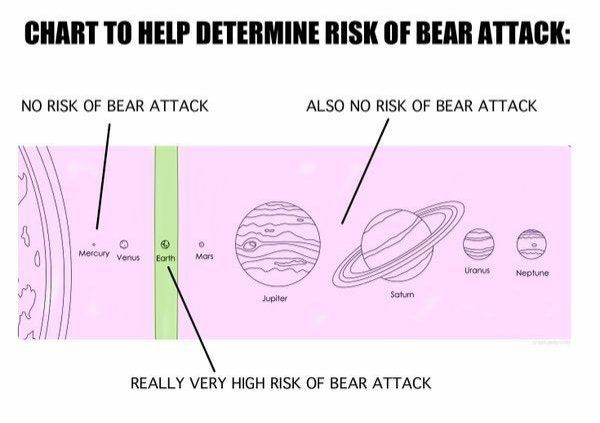 CHART TO HELP DETERMINE RISK OF BEAR ATTACK:
NO RISK OF BEAR ATTACK
ALSO NO RISK OF BEAR ATTACK
Mercury
Venus
Earth
Mars
Jupiter
Saturn
Uranus
Neptune
REALLY VERY HIGH RISK OF BEAR ATTACK